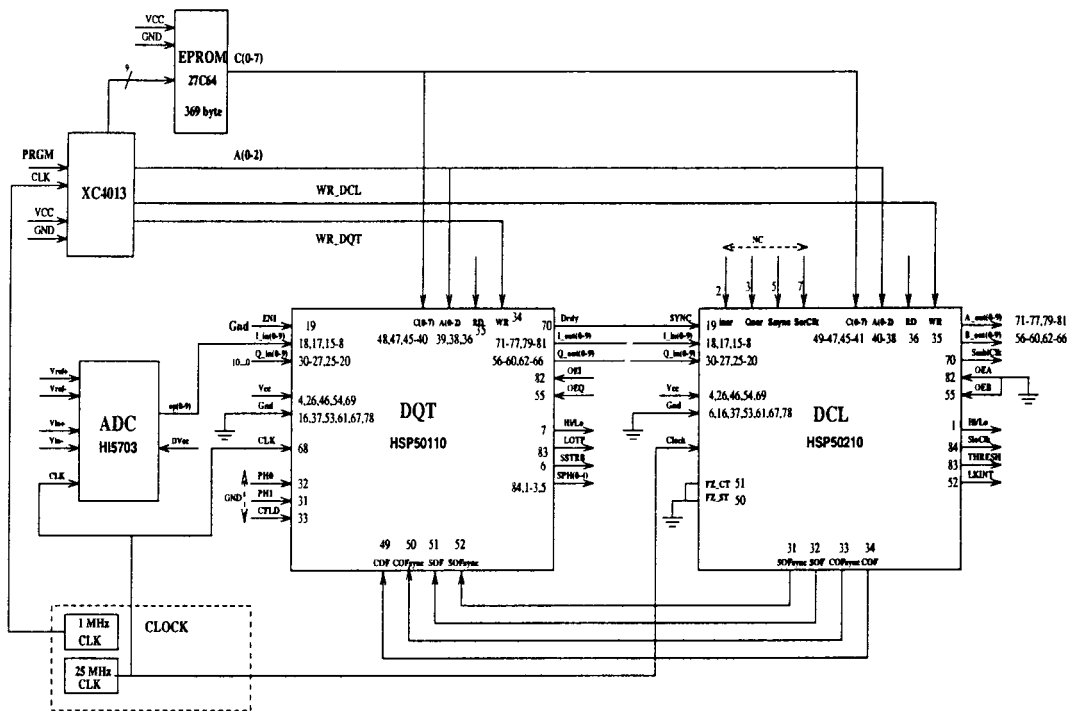 VCC
GND
EPROM
27C64
369 byte
C(0-7)
9
PRGM
CLK
VCC
GND
XC4013
A(0-2)
WR_DCL
WR_DQT
NC
2
3
5
7
ENI
Gnd
I_in(0-9)
Q_in(0-9)
10...0
19
18,17,15-8
30-27,25-20
C(0-7)
A(0-2)
RD
WR
34
35
48,47,45-40
39,38,36
70
71-77,79-81
56-60,62-66
82
55
Drdy
I_out(0-9)
Q_out(0-9)
OEI
OEQ
SYNC
I_in(0-9)
Q_in(0-9)
19
18,17,15-8
30-27,25-20
Qser
Ssync
SerClk
C(0-7)
A(0-2)
RD
WR
49-47,45-41
40-38
36
35
A_out(0-9)
71-77,79-81
B_out(0-9)
56-60,62-66
SmblClk
70
OEA
82
OEB
55
Vref+
Vref-
Vin+
Vin-
CLK
ADC
HI5703
op(0-9)
DVcc
Vcc
4,26,46,54,69
Gnd
16,37,53,61,67,78
CLK
68
DQT
HSP50110
PH0
32
PH1
31
CTLD
33
GND
HI/Lo
7
LOTP
83
SSTRB
6
84,1-3,5
Vcc
4,26,46,54,69
Gnd
6,16,37,53,61,67,78
Clock
DCL
HSP50210
FZ_CT
51
FZ_ST
50
HI/Lo
1
SloClk
84
THRESH
83
LKINT
52
49
50
51
52
COF
COFsync
SOF
SOFsync
31
32
33
34
SOFsync
SOF
COFsync
COF
1 MHz
CLK
CLOCK
25 MHz
CLK